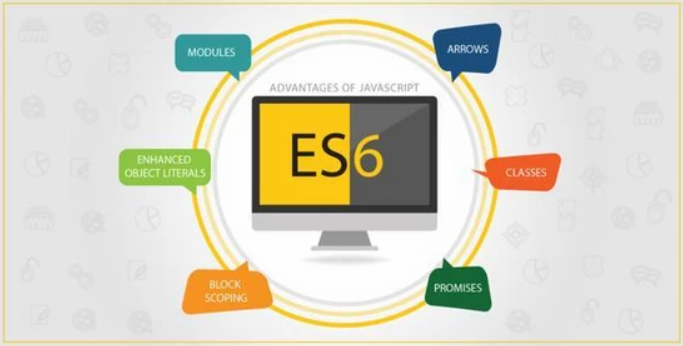 MODULES
ARROWS
ADVANTAGES OF JAVASCRIPT
ES6
ENHANCED
OBJECT LITERALS
CLASSES
BLOCK
SCOPING
PROMISES